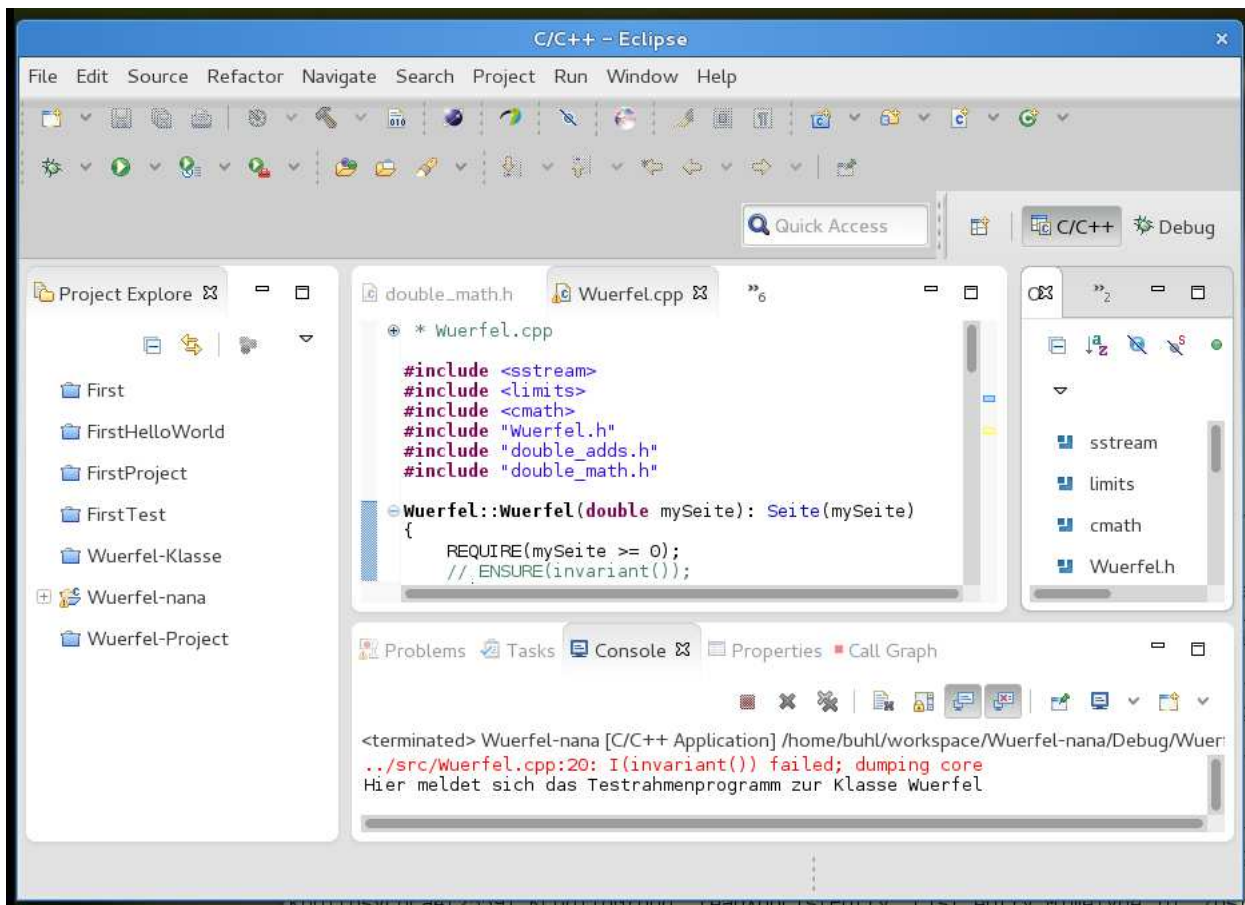 C/C++ – Eclipse
File Edit Source Refactor Navigate Search Project Run Window Help
010
Quick Access
C/C++
Debug
Project Explore
double_math.h
Wuerfel.cpp
»6
»2
* Wuerfel.cpp
#include <sstream>
#include <limits>
#include <cmath>
#include "Wuerfel.h"
#include "double_adds.h"
#include "double_math.h"
Wuerfel::Wuerfel(double mySeite): Seite(mySeite)
{
REQUIRE(mySeite >= 0);
// ENSURE(invariant());
First
FirstHelloWorld
FirstProject
FirstTest
Wuerfel-Klasse
Wuerfel-nana
Wuerfel-Project
sstream
limits
cmath
Wuerfel.h
Problems Tasks Console Properties Call Graph
<terminated> Wuerfel-nana [C/C++ Application] /home/buhl/workspace/Wuerfel-nana/Debug/Wuer
../src/Wuerfel.cpp:20: I(invariant()) failed; dumping core
Hier meldet sich das Testrahmenprogramm zur Klasse Wuerfel